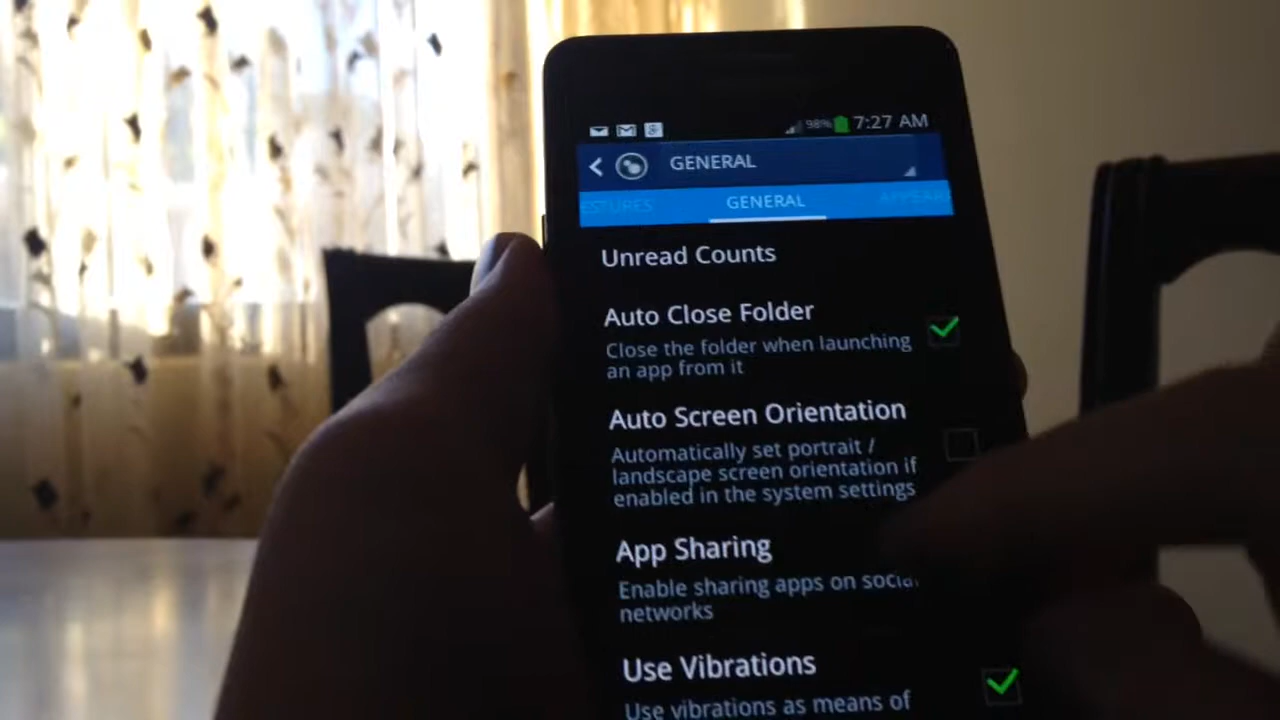 98% 7:27 AM
GENERAL
ESTURES GENERAL APPEAR
Unread Counts
Auto Close Folder
Close the folder when launching
an app from it
Auto Screen Orientation
Automatically set portrait /
landscape screen orientation if
enabled in the system settings
App Sharing
Enable sharing apps on social
networks
Use Vibrations
Use vibrations as means of